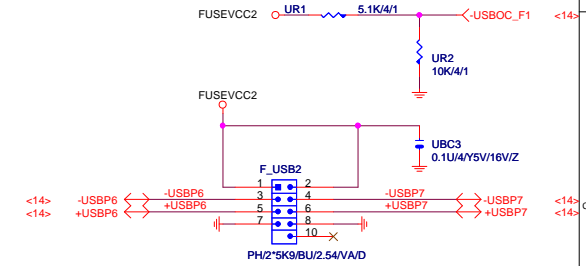 FUSEVCC2 UR1 5.1K/4/1 -USBOC_F1 <14>
UR2
10K/4/1
FUSEVCC2
UBC3
0.1U/4/Y5V/16V/Z
F_USB2
1 2
<14> -USBP6 -USBP6 3 4 -USBP7 -USBP7 <14>
<14> +USBP6 +USBP6 5 6 +USBP7 +USBP7 <14>
7 8
10
PH/2*5K9/BU/2.54/VA/D